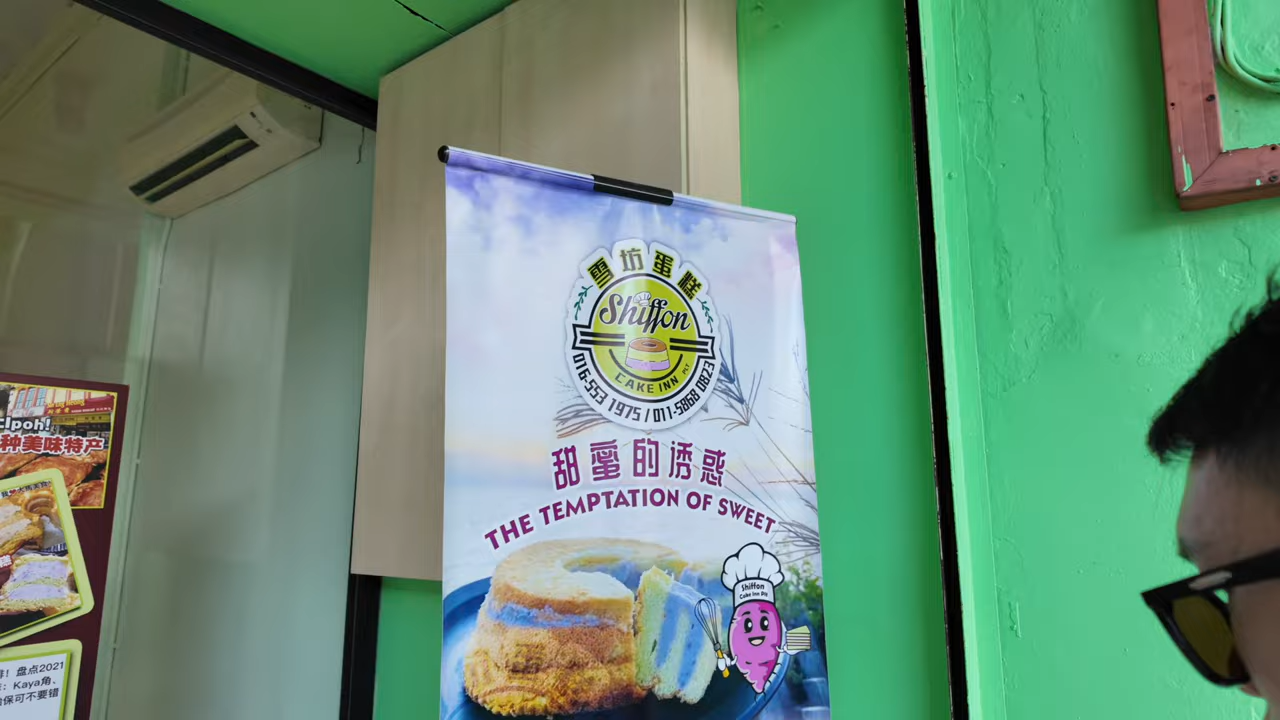 雪坊蛋糕
Shiffon
CAKE INN PLT
016-553 1975 / 011-5868 0823
甜蜜的诱惑
THE TEMPTATION OF SWEET
Shiffon
Cake Inn Plt
Ipoh!
种美味特产
盘点2021
Kaya角、
保可不要错